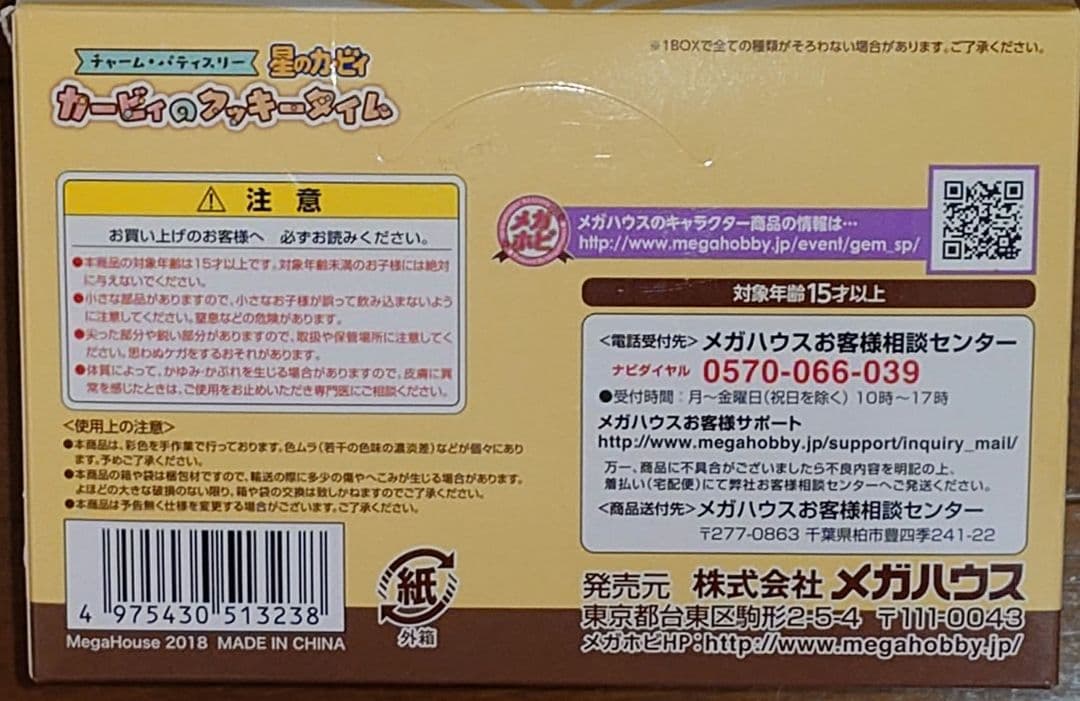 ※1BOXで全ての種類がそろわない場合があります。ご了承ください。
チャーム・パティスリー 星のカービィ
カービィのクッキータイム
注意
お買い上げのお客様へ 必ずお読みください。
●本商品の対象年齢は15才以上です。対象年齢未満のお子様には絶対
に与えないでください。
●小さな部品がありますので、小さなお子様が誤って飲み込まないよう
に注意してください。窒息などの危険があります。
●尖った部分や鋭い部分がありますので、取扱や保管場所に注意してく
ださい。思わぬケガをするおそれがあります。
●体質によって、かゆみ・かぶれを生じる場合がありますので、皮膚に異
常を感じたときは、ご使用をお止めいただき専門医にご相談ください。
<使用上の注意>
●本商品は、彩色を手作業で行っております。色ムラ(若干の色味の濃淡差)などが個々にあり
ます。予めご了承ください。
●本商品の箱や袋は梱包材ですので、輸送の際に多少の傷やへこみが生じる場合があります。
よほどの大きな破損のない限り、箱や袋の交換は致しかねますのでご了承ください。
●本商品は予告無く仕様を変更する場合がございます。ご了承ください。
4 975430 513238
MegaHouse 2018 MADE IN CHINA
紙
外箱
メガホビ
メガハウスのキャラクター商品の情報は…
http://www.megahobby.jp/event/gem_sp/
対象年齢15才以上
<電話受付先> メガハウスお客様相談センター
ナビダイヤル 0570-066-039
●受付時間：月～金曜日(祝日を除く) 10時～17時
メガハウスお客様サポート
http://www.megahobby.jp/support/inquiry_mail/
万一、商品に不具合がございましたら不良内容を明記の上、
着払い(宅配便)にて弊社お客様相談センターへご発送ください。
<商品送付先> メガハウスお客様相談センター
〒277-0863 千葉県柏市豊四季241-22
発売元 株式会社 メガハウス
東京都台東区駒形2-5-4 〒111-0043
メガホビHP：http://www.megahobby.jp/